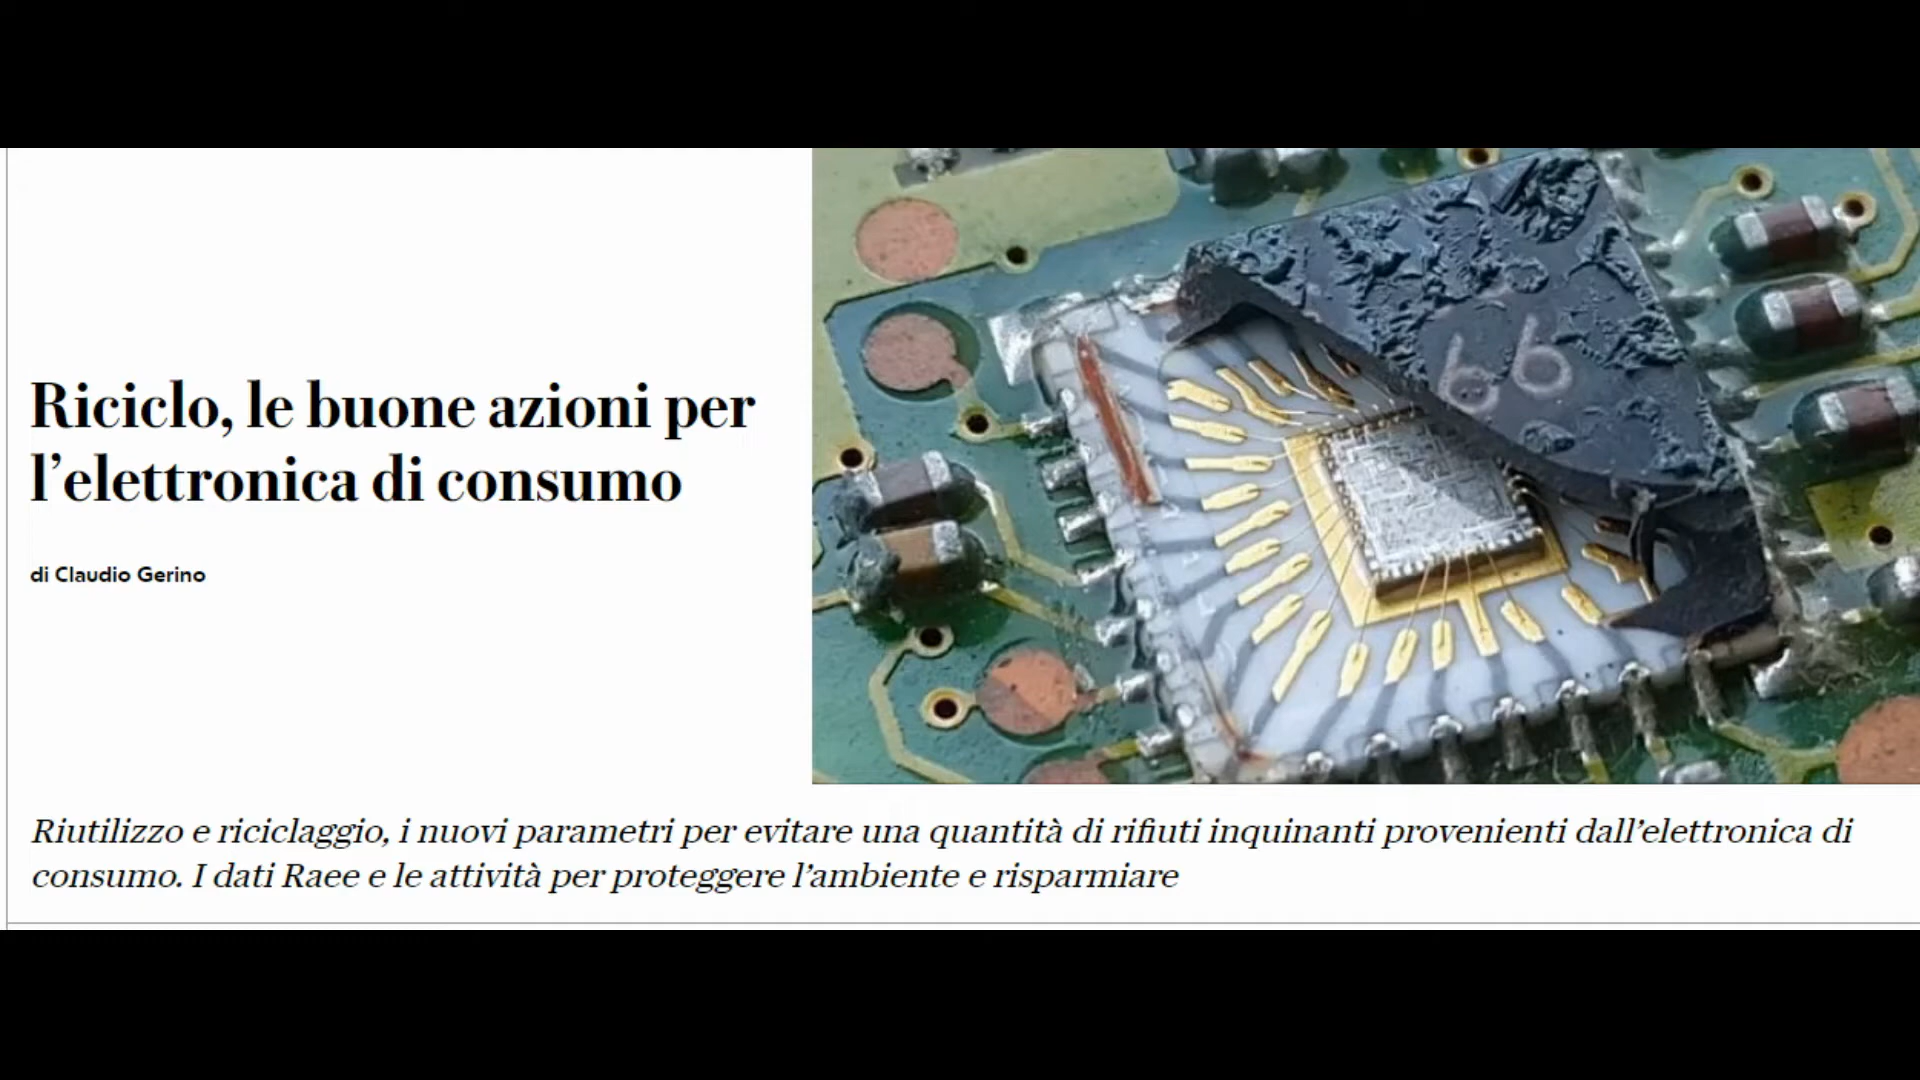 Riciclo, le buone azioni per
l’elettronica di consumo
di Claudio Gerino
66
Riutilizzo e riciclaggio, i nuovi parametri per evitare una quantità di rifiuti inquinanti provenienti dall’elettronica di
consumo. I dati Raee e le attività per proteggere l’ambiente e risparmiare